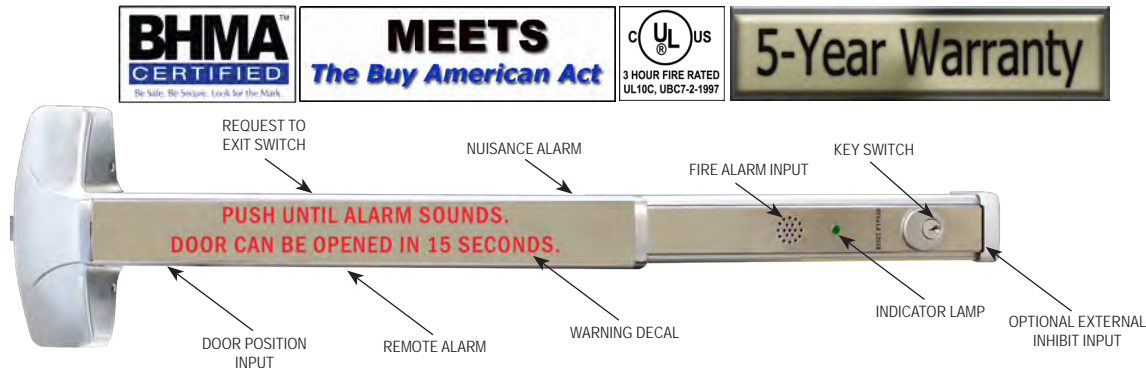 BHMA™
CERTIFIED
Be Safe. Be Secure. Look for the Mark.
MEETS
The Buy American Act
C UL® US
3 HOUR FIRE RATED
UL10C, UBC7-2-1997
5-Year Warranty
REQUEST TO
EXIT SWITCH
NUISANCE ALARM
FIRE ALARM INPUT
KEY SWITCH
PUSH UNTIL ALARM SOUNDS.
DOOR CAN BE OPENED IN 15 SECONDS.
RESET BYPASS
DOOR POSITION
INPUT
REMOTE ALARM
WARNING DECAL
INDICATOR LAMP
OPTIONAL EXTERNAL
INHIBIT INPUT